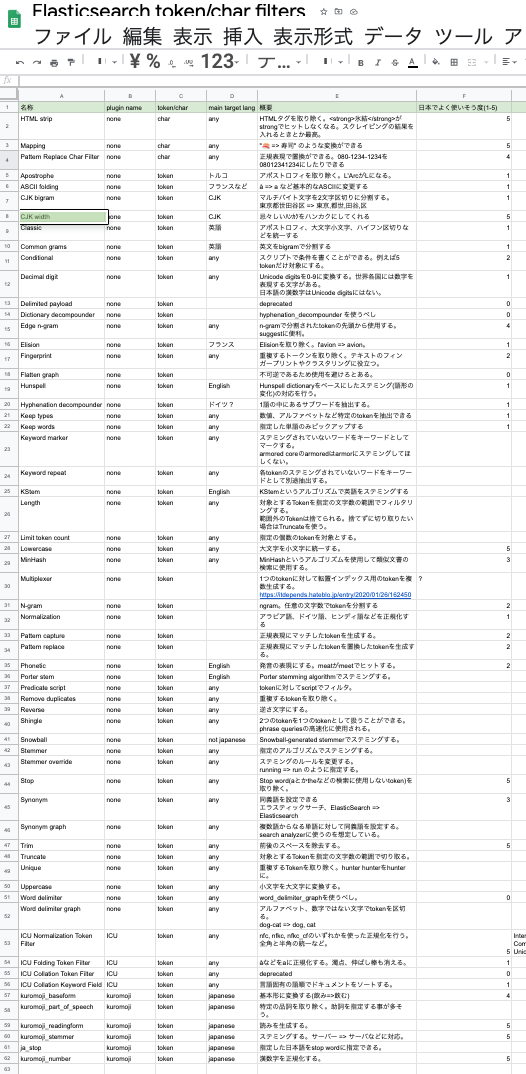 Elasticsearch token/char filters
ファイル 編集 表示 挿入 表示形式 データ ツール ア
¥ % .0 .00 123 デ... B I S A
fx
A B C D E F
1 名称 plugin name token/char main target lang 概要 日本でよく使いそう度(1-5)
2 HTML strip none char any HTMLタグを取り除く。<strong>氷結</strong>が
strongでヒットしなくなる。スクレイピングの結果を
入れるときとか最高。 5
3 Mapping none char any "🍣 => 寿司" のような変換ができる 5
4 Pattern Replace Char Filter none char any 正規表現で置換ができる。080-1234-1234を
08012341234にしたりできる 4
5 Apostrophe none token トルコ アポストロフィを取り除く。L'ArcがLになる。 1
6 ASCII folding none token フランスなど à => a など基本的なASCIIに変更する 1
7 CJK bigram none token CJK マルチバイト文字を2文字区切りに分割する。
東京都世田谷区 => 東京,都世,田谷,区 1
8 CJK width none token CJK 忌々しいﾊﾝｶｸをハンカクにしてくれる 5
9 Classic none token 英語 アポストロフィ、大文字小文字、ハイフン区切りな
どを統一する 1
10 Common grams none token 英語 英文をbigramで分割する 1
11 Conditional none token any スクリプトで条件を書くことができる。例えば5
tokenだけ対象にする。 2
12 Decimal digit none token any Unicode digitsを0-9に変換する。世界各国には数字を
表現する文字がある。
日本語の漢数字はUnicode digitsにはない。 1
13 Delimited payload none token deprecated 0
14 Dictionary decompounder none token hyphenation_decompounder を使うべし 0
15 Edge n-gram none token any n-gramで分割されたtokenの先頭から使用する。
suggestに便利。 4
16 Elision none token フランス Elisionを取り除く。l'avion => avion。 1
17 Fingerprint none token any 重複するトークンを取り除く。テキストのフィン
ガープリントやクラスタリングに役立つ。 2
18 Flatten graph none token 不可逆であるため使用を避けるとある。 0
19 Hunspell none token English Hunspell dictionaryをベースにしたステミング(語形の
変化)の対応を行う。 1
20 Hyphenation decompounder none token ドイツ？ 1語の中にあるサブワードを抽出する。 1
21 Keep types none token any 数値、アルファベットなど特定のtokenを抽出できる 1
22 Keep words none token any 指定した単語のみピックアップする 1
23 Keyword marker none token any ステミングされていないワードをキーワードとして
マークする。
armored coreのarmoredはarmorにステミングしてほ
しくない。
24 Keyword repeat none token any 各tokenのステミングされていないワードをキーワー
ドとして別途抽出する。
25 KStem none token English KStemというアルゴリズムで英語をステミングする
26 Length none token any 対象とするTokenを指定の文字数の範囲でフィルタリ
ングする。
範囲外のTokenは捨てられる。捨てずに切り取りたい
場合はTruncateを使う。
27 Limit token count none token any 指定の個数のtokenを対象とする。
28 Lowercase none token any 大文字を小文字に統一する。 5
29 MinHash none token any MinHashというアルゴリズムを使用して類似文書の
検索に使用する。 3
30 Multiplexer none token any 1つのtokenに対して転置インデックス用のtokenを複
数生成する。
https://itdepends.hateblo.jp/entry/2020/01/26/162450 ？
31 N-gram none token any ngram。任意の文字数でtokenを分割する 2
32 Normalization none token any アラビア語、ドイツ語、ヒンディ語などを正規化す
る 1
33 Pattern capture none token any 正規表現にマッチしたtokenを生成する。 2
34 Pattern replace none token any 正規表現にマッチしたtokenを置換したtokenを生成す
る。 2
35 Phonetic none token English 発音の表現にする。meatがmeetでヒットする。 2
36 Porter stem none token English Porter stemming algorithmでステミングする。
37 Predicate script none token any tokenに対してscriptでフィルタ。
38 Remove duplicates none token any 重複するtokenを取り除く。
39 Reverse none token any 逆さ文字にする。
40 Shingle none token any 2つのtokenを1つのtokenとして扱うことができる。
phrase queriesの高速化に使用される。
41 Snowball none token not japanese Snowball-generated stemmerでステミングする。
42 Stemmer none token any 指定のアルゴリズムでステミングする。
43 Stemmer override none token any ステミングのルールを変更する。
running => run のように指定する。
44 Stop none token any Stop word(aとかtheなどの検索に使用しないtoken)を
取り除く。 5
45 Synonym none token any 同義語を設定できる
エラスティックサーチ、ElasticSearch =>
Elasticsearch 3
46 Synonym graph none token any 複数語からなる単語に対して同義語を設定する。
search analyzerに使うのを想定している。
47 Trim none token any 前後のスペースを除去する。 5
48 Truncate none token any 対象とするtokenを指定の文字数の範囲で切り取る。
49 Unique none token any 重複するTokenを取り除く。hunter hunterをhunter
に。
50 Uppercase none token any 小文字を大文字に変換する。
51 Word delimiter none token any word_delimiter_graphを使うべし。 0
52 Word delimiter graph none token any アルファベット、数字ではない文字でtokenを区切
る。
dog-cat => dog, cat
53 ICU Normalization Token
Filter ICU token any nfc, nfkc, nfkc_cfのいずれかを使った正規化を行う。
全角と半角の統一など。 5
54 ICU Folding Token Filter ICU token any âなどをaに正規化する。濁点、伸ばし棒も消える。 1
55 ICU Collation Token Filter ICU token any deprecated 0
56 ICU Collation Keyword Field ICU token any 言語固有の語順でドキュメントをソートする。 1
57 kuromoji_baseform kuromoji token japanese 基本形に変換する(飲み=>飲む) 4
58 kuromoji_part_of_speech kuromoji token japanese 特定の品詞を取り除く。助詞を指定する事が多そ
う。
59 kuromoji_readingform kuromoji token japanese 読みを生成する。 5
60 kuromoji_stemmer kuromoji token japanese ステミングする。サーバー => サーバなどに対応。 5
61 ja_stop kuromoji token japanese 指定した日本語をstop wordに指定できる。
62 kuromoji_number kuromoji token japanese 漢数字を正規化する。 5
63